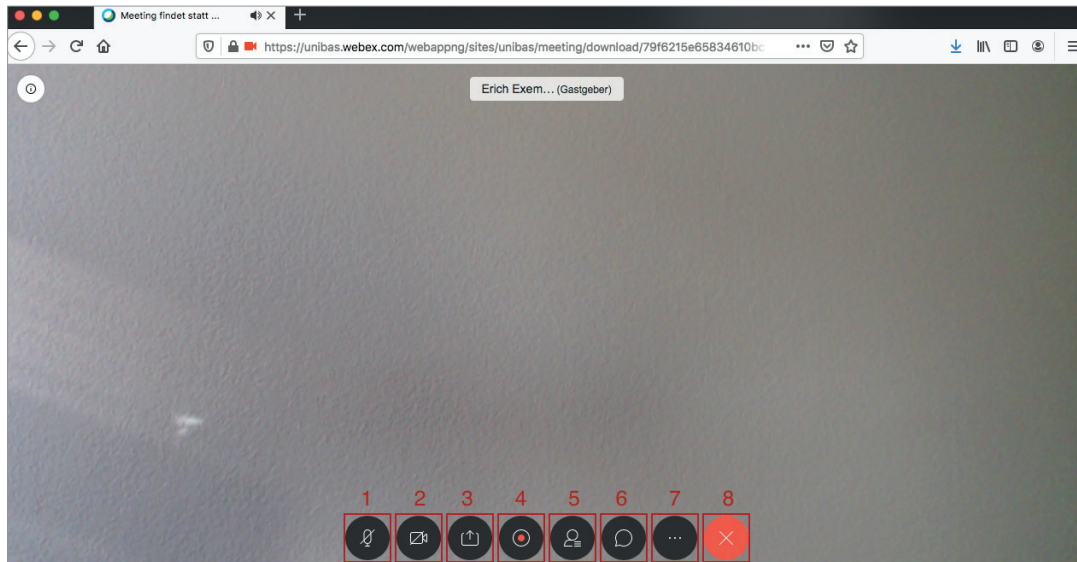 Meeting findet statt ...
https://unibas.webex.com/webappng/sites/unibas/meeting/download/79f6215e65834610bc
Erich Exem... (Gastgeber)
1 2 3 4 5 6 7 8